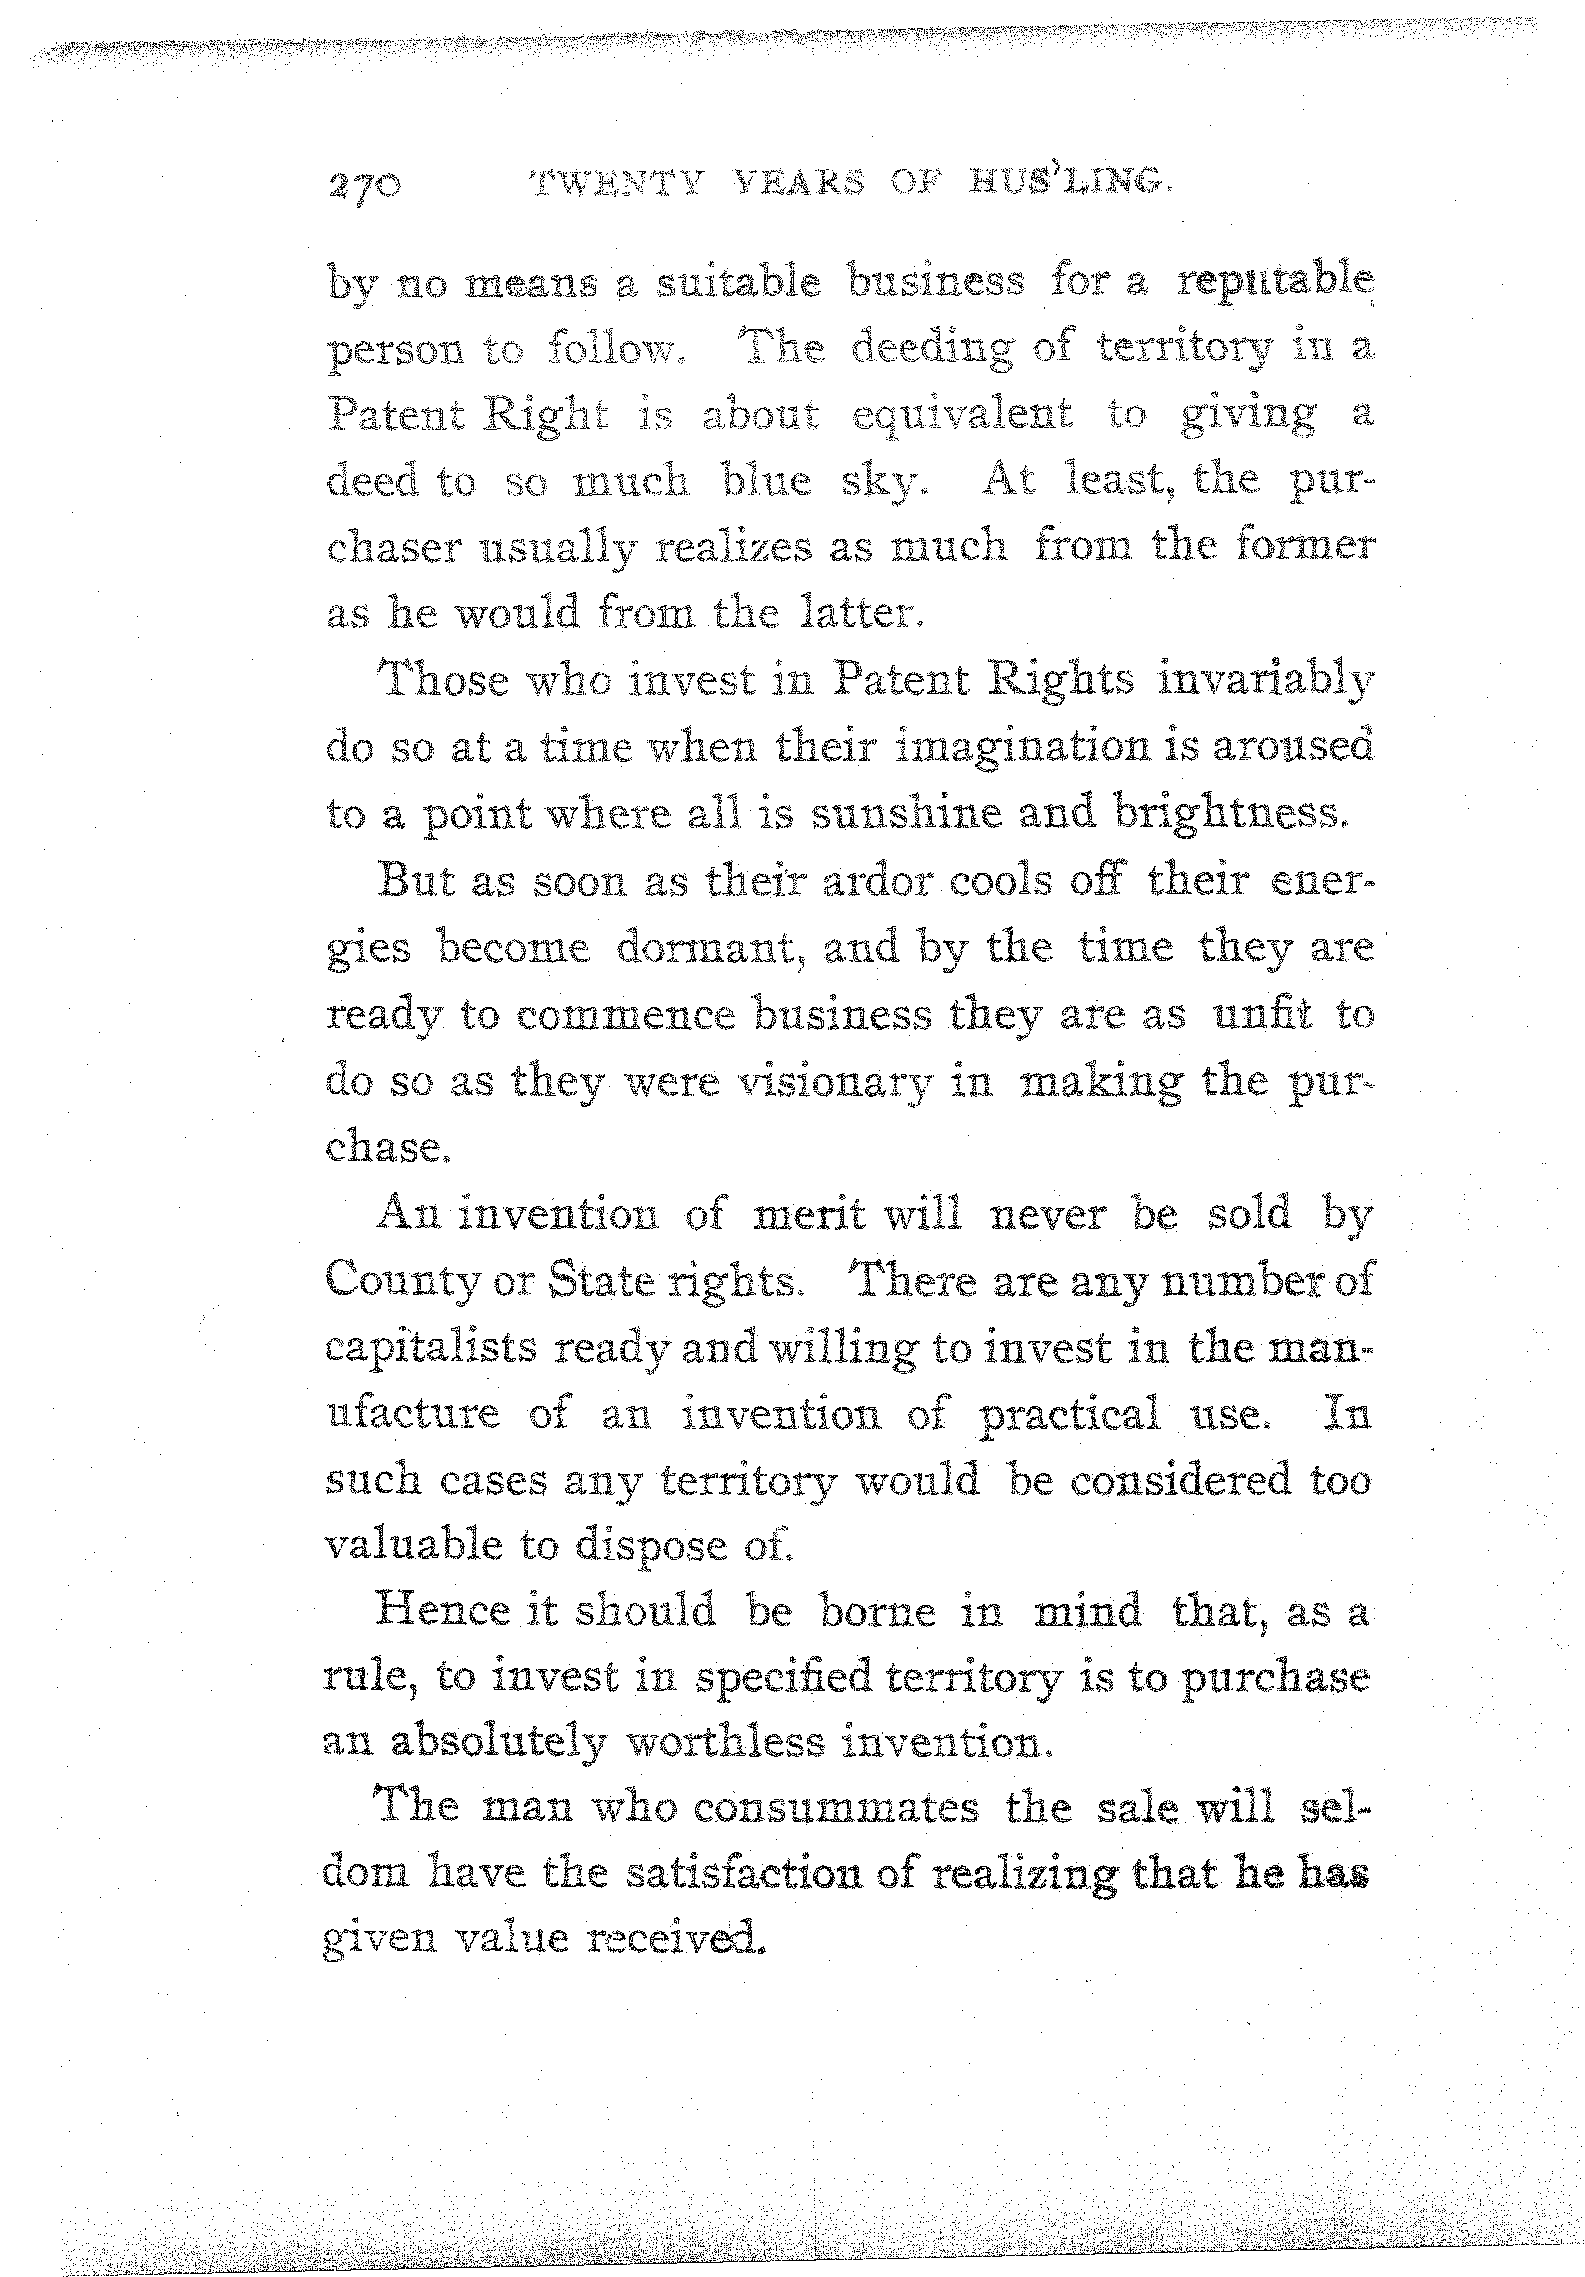 270 TWENTY YEARS OF HUS'LING.
by no means a suitable business for a reputable
person to follow. The deeding of territory in a
Patent Right is about equivalent to giving a
deed to so much blue sky. At least, the pur-
chaser usually realizes as much from the former
as he would from the latter.
Those who invest in Patent Rights invariably
do so at a time when their imagination is aroused
to a point where all is sunshine and brightness.
But as soon as their ardor cools off their ener-
gies become dormant, and by the time they are
ready to commence business they are as unfit to
do so as they were visionary in making the pur-
chase.
An invention of merit will never be sold by
County or State rights. There are any number of
capitalists ready and willing to invest in the man-
ufacture of an invention of practical use. In
such cases any territory would be considered too
valuable to dispose of.
Hence it should be borne in mind that, as a
rule, to invest in specified territory is to purchase
an absolutely worthless invention.
The man who consummates the sale will sel-
dom have the satisfaction of realizing that he has
given value received.